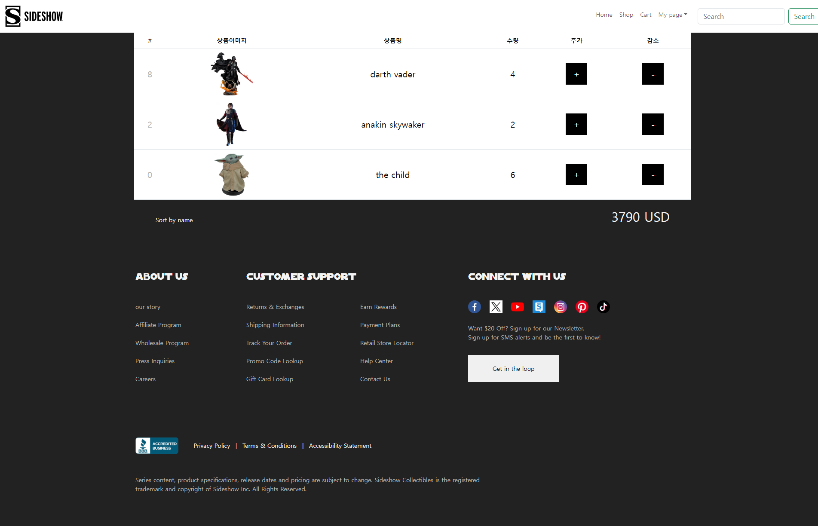 S SIDESHOW
Home Shop Cart My page Search Search
# 상품이미지 상품명 수량 추가 감소
8 darth vader 4 + -
2 anakin skywaker 2 + -
0 the child 6 + -
Sort by name 3790 USD
ABOUT US
our story
Affiliate Program
Wholesale Program
Press Inquiries
Careers
CUSTOMER SUPPORT
Returns & Exchanges
Shipping Information
Track Your Order
Promo Code Lookup
Gift Card Lookup
Earn Rewards
Payment Plans
Retail Store Locator
Help Center
Contact Us
CONNECT WITH US
Want $20 Off? Sign up for our Newsletter.
Sign up for SMS alerts and be the first to know!
Get in the loop
BBB ACCREDITED BUSINESS
Privacy Policy | Terms & Conditions | Accessibility Statement
Series content, product specifications, release dates and pricing are subject to change. Sideshow Collectibles is the registered
trademark and copyright of Sideshow Inc. All Rights Reserved.